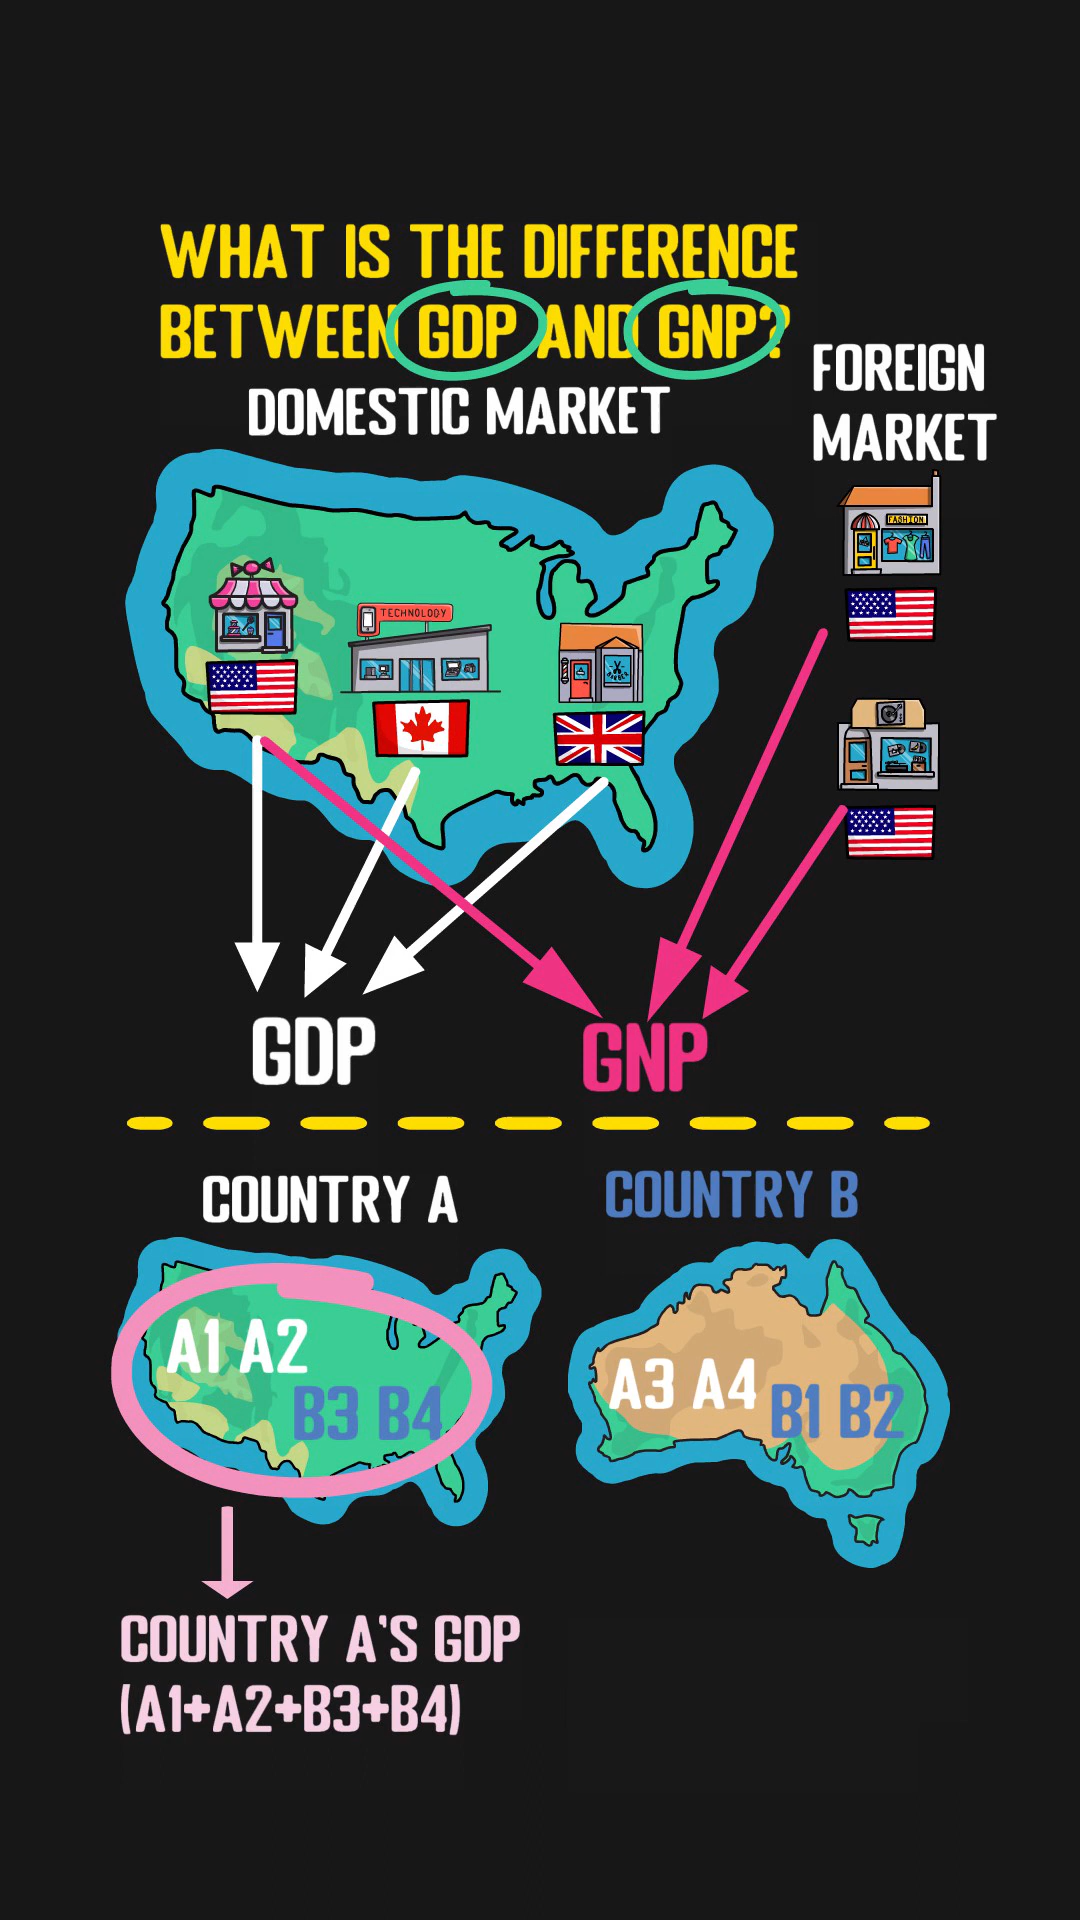 WHAT IS THE DIFFERENCE
BETWEEN GDP AND GNP?
DOMESTIC MARKET
FOREIGN
MARKET
FASHION
TECHNOLOGY
BARBER
GDP
GNP
COUNTRY A
COUNTRY B
A1 A2
B3 B4
A3 A4
B1 B2
COUNTRY A'S GDP
(A1+A2+B3+B4)